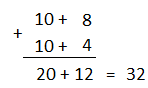 10 + 8
+
10 + 4
20 + 12 = 32